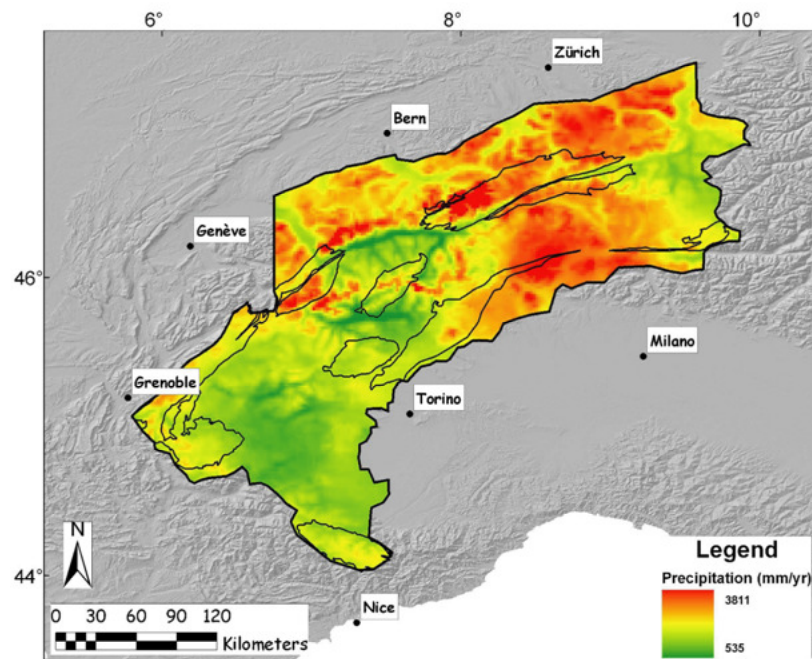 6°
8°
10°
Zürich
Bern
Genève
46°
Milano
Grenoble
Torino
N
44°
Nice
0 30 60 90 120
Kilometers
Legend
Precipitation (mm/yr)
3811
535